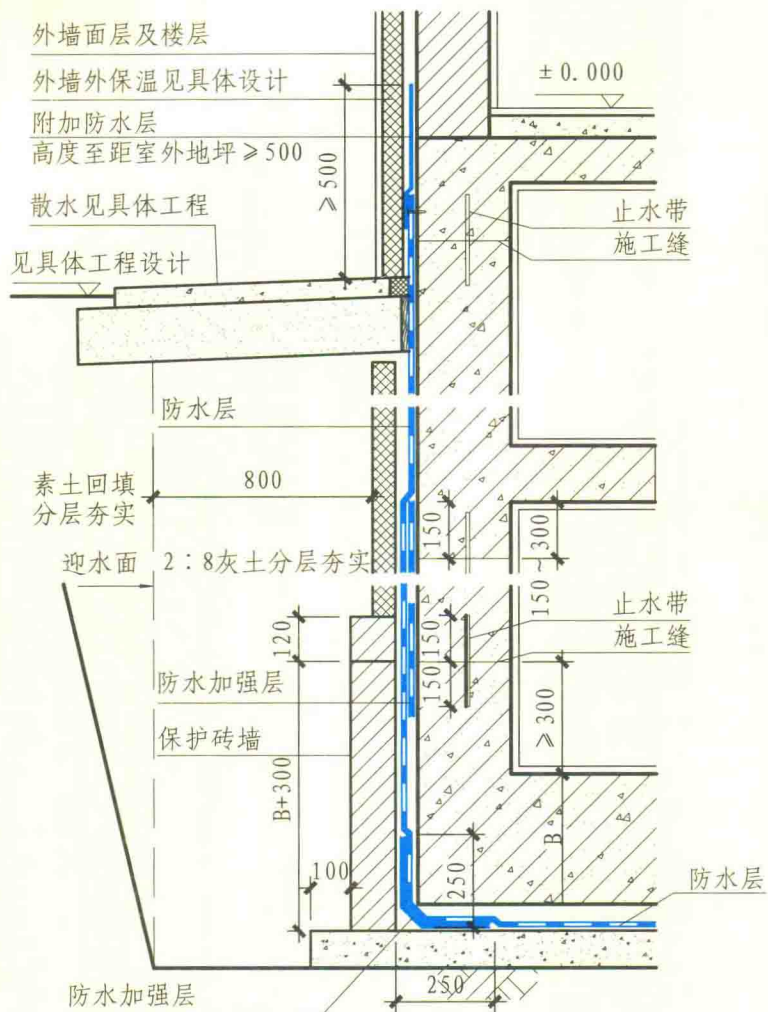 外墙面层及楼层
外墙外保温见具体设计
附加防水层
高度至距室外地坪≥500
散水见具体工程
见具体工程设计
±0.000
≥500
止水带
施工缝
防水层
素土回填
分层夯实
800
迎水面
2:8灰土分层夯实
150
150~300
120
150
150
止水带
施工缝
防水加强层
保护砖墙
≥300
B+300
B
100
250
防水层
防水加强层
250